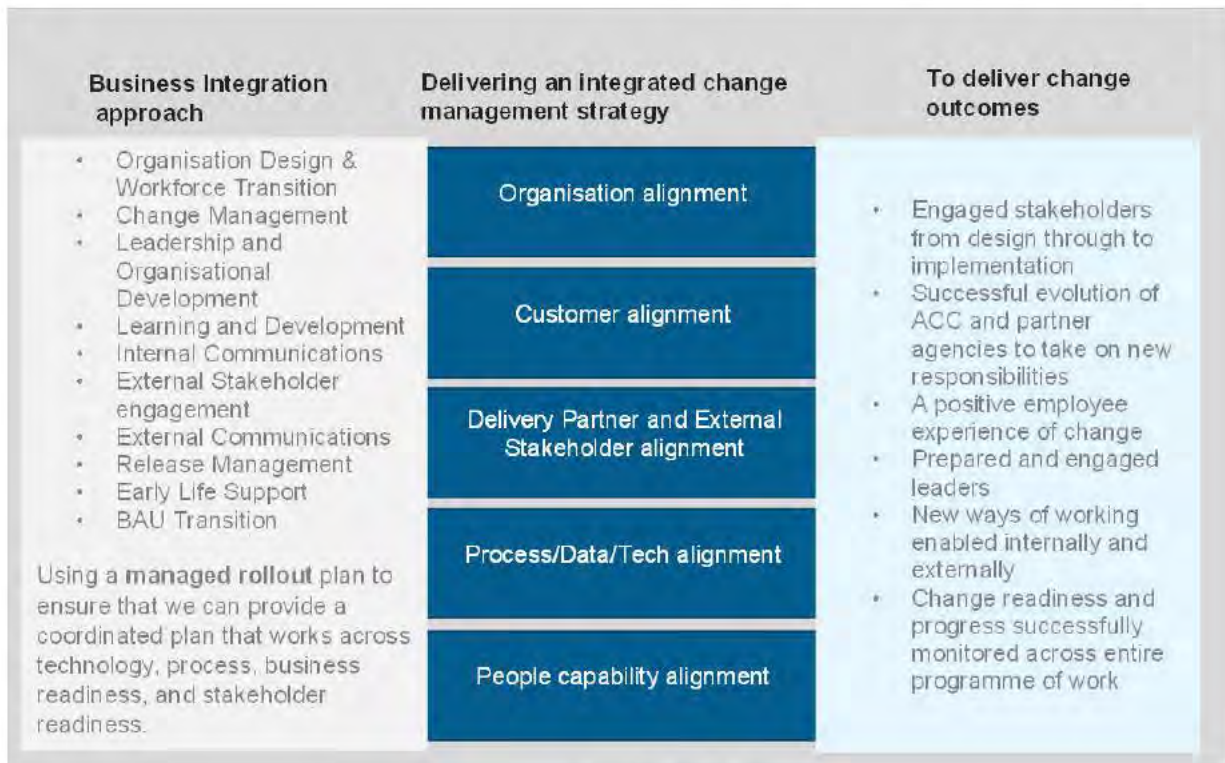 Business Integration
approach
• Organisation Design &
Workforce Transition
• Change Management
• Leadership and
Organisational
Development
• Learning and Development
• Internal Communications
• External Stakeholder
engagement
• External Communications
• Release Management
• Early Life Support
• BAU Transition
Using a managed rollout plan to
ensure that we can provide a
coordinated plan that works across
technology, process, business
readiness, and stakeholder
readiness.
Delivering an integrated change
management strategy
Organisation alignment
Customer alignment
Delivery Partner and External
Stakeholder alignment
Process/Data/Tech alignment
People capability alignment
To deliver change
outcomes
• Engaged stakeholders
from design through to
implementation
• Successful evolution of
ACC and partner
agencies to take on new
responsibilities
• A positive employee
experience of change
• Prepared and engaged
leaders
• New ways of working
enabled internally and
externally
• Change readiness and
progress successfully
monitored across entire
programme of work